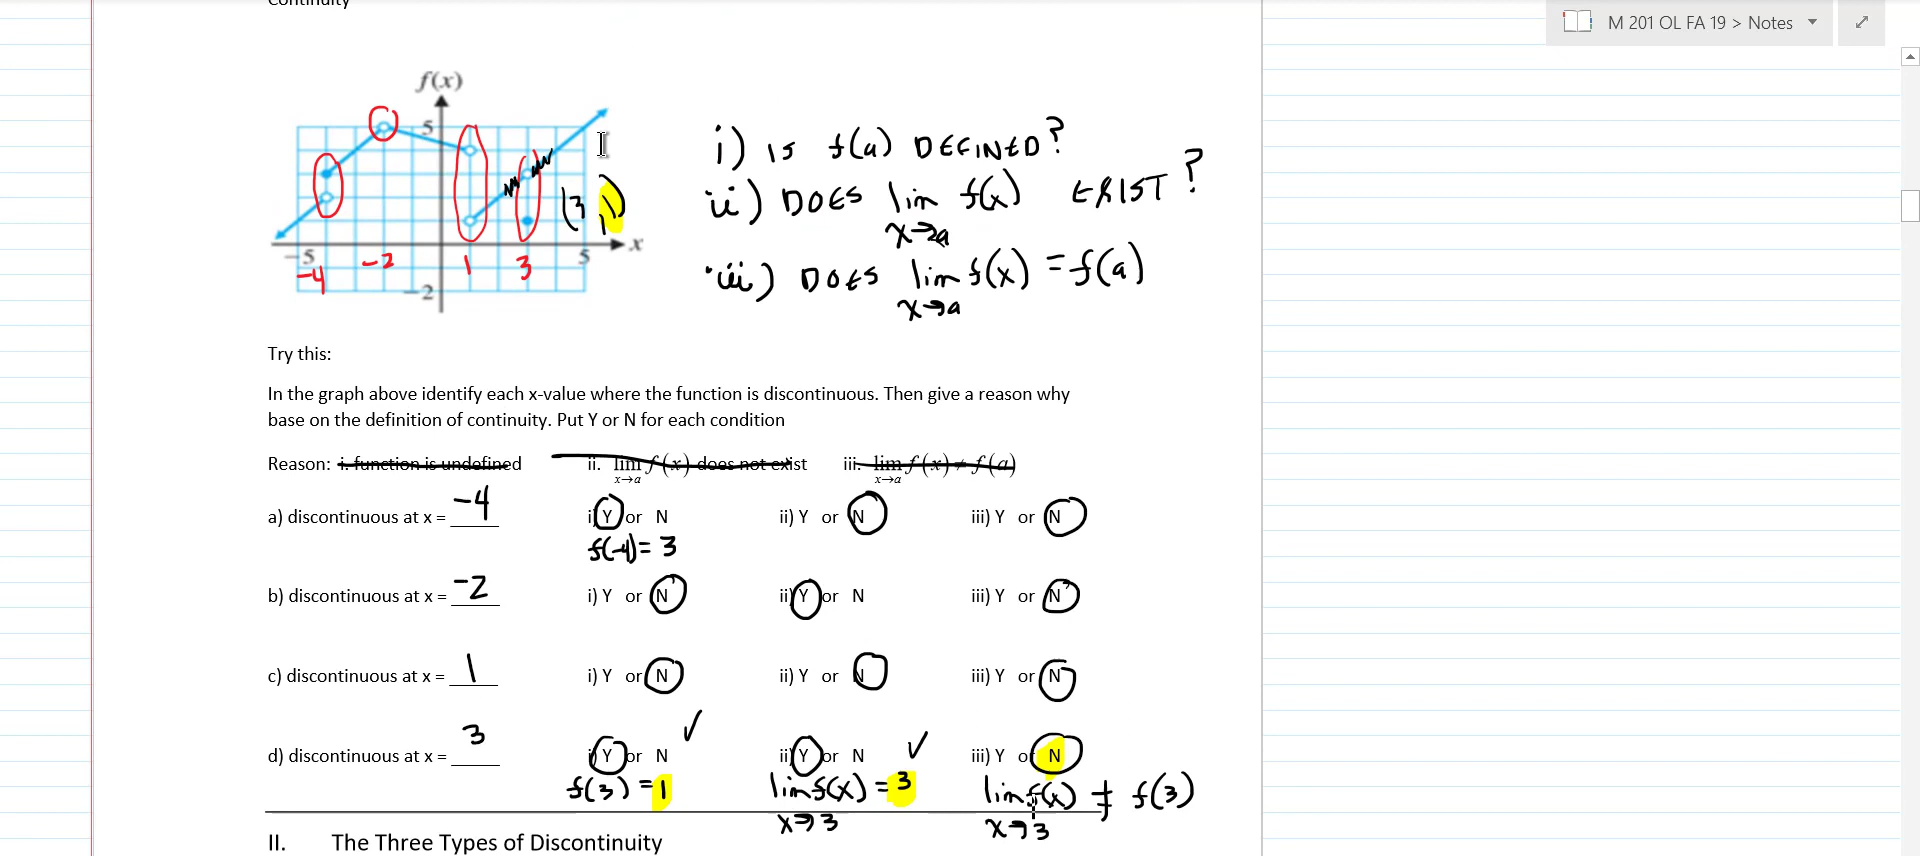 Continuity
M 201 OL FA 19 > Notes
f(x)
5
(3, 1)
x
-5
5
-4 -2 1 3
-2
i) IS f(a) DEFINED?
ii) DOES lim f(x) EXIST?
x→a
iii) DOES lim f(x) = f(a)
x→a
Try this:
In the graph above identify each x-value where the function is discontinuous. Then give a reason why
base on the definition of continuity. Put Y or N for each condition
Reason: i. function is undefined ii. lim f(x) does not exist iii. lim f(x) ≠ f(a)
x→a x→a
a) discontinuous at x = -4 i) Y or N ii) Y or N iii) Y or N
f(-4) = 3
b) discontinuous at x = -2 i) Y or N ii) Y or N iii) Y or N
c) discontinuous at x = 1 i) Y or N ii) Y or N iii) Y or N
d) discontinuous at x = 3 i) Y or N ✓ ii) Y or N ✓ iii) Y or N
f(3) = 1 lim f(x) = 3 lim f(x) ≠ f(3)
x→3 x→3
II. The Three Types of Discontinuity